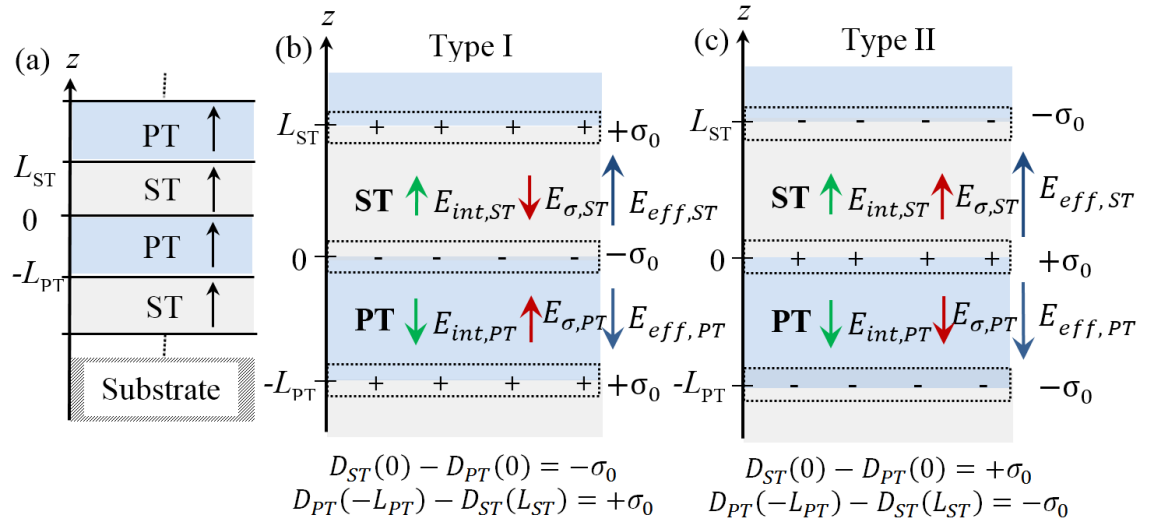 (a)
z
PT
L_ST
ST
0
PT
-L_PT
ST
Substrate
(b)
z
Type I
L_ST
+ + + +
+σ₀
ST
E_int,ST
E_σ,ST
E_eff,ST
0
- - - -
−σ₀
PT
E_int,PT
E_σ,PT
E_eff,PT
-L_PT
+ + + +
+σ₀
D_ST(0) − D_PT(0) = −σ₀
D_PT(−L_PT) − D_ST(L_ST) = +σ₀
(c)
z
Type II
L_ST
- - - -
−σ₀
ST
E_int,ST
E_σ,ST
E_eff, ST
0
+ + + +
+σ₀
PT
E_int,PT
E_σ,PT
E_eff, PT
-L_PT
- - - -
−σ₀
D_ST(0) − D_PT(0) = +σ₀
D_PT(−L_PT) − D_ST(L_ST) = −σ₀